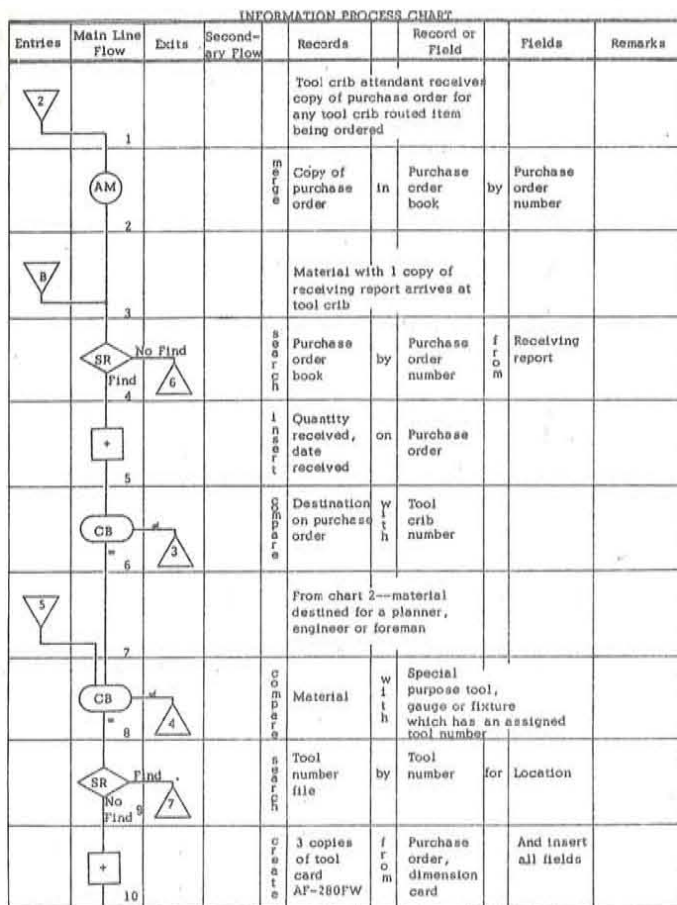 INFORMATION PROCESS CHART
Entries Main Line Flow Exits Second-ary Flow Records Record or Field Fields Remarks
2
Tool crib attendant receives
copy of purchase order for
any tool crib routed item
being ordered
1
AM
merge
Copy of
purchase
order
in
Purchase
order
book
by
Purchase
order
number
2
B
Material with 1 copy of
receiving report arrives at
tool crib
3
SR
No Find
Find
6
4
search
Purchase
order
book
by
Purchase
order
number
from
Receiving
report
+
5
insert
Quantity
received,
date
received
on
Purchase
order
CB
≠
=
3
6
compare
Destination
on purchase
order
with
Tool
crib
number
5
From chart 2--material
destined for a planner,
engineer or foreman
7
CB
≠
=
4
8
compare
Material
with
Special
purpose tool,
gauge or fixture
which has an assigned
tool number
SR
Find
No
Find
7
9
search
Tool
number
file
by
Tool
number
for
Location
+
10
create
3 copies
of tool
card
AF-280FW
from
Purchase
order,
dimension
card
And insert
all fields